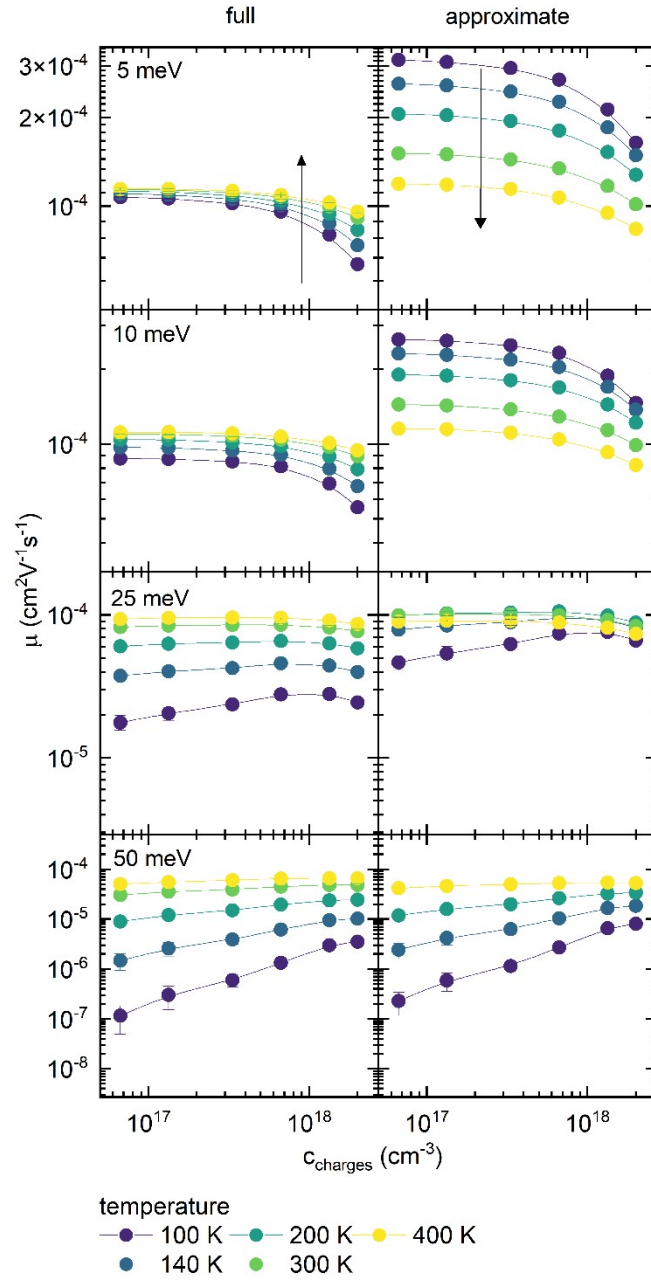 full approximate
3×10⁻⁴
5 meV
2×10⁻⁴
10⁻⁴
10 meV
10⁻⁴
25 meV
10⁻⁴
10⁻⁵
50 meV
10⁻⁴
10⁻⁵
10⁻⁶
10⁻⁷
10⁻⁸
μ (cm²V⁻¹s⁻¹)
10¹⁷ 10¹⁸ 10¹⁷ 10¹⁸
c_charges (cm⁻³)
temperature
100 K 200 K 400 K
140 K 300 K